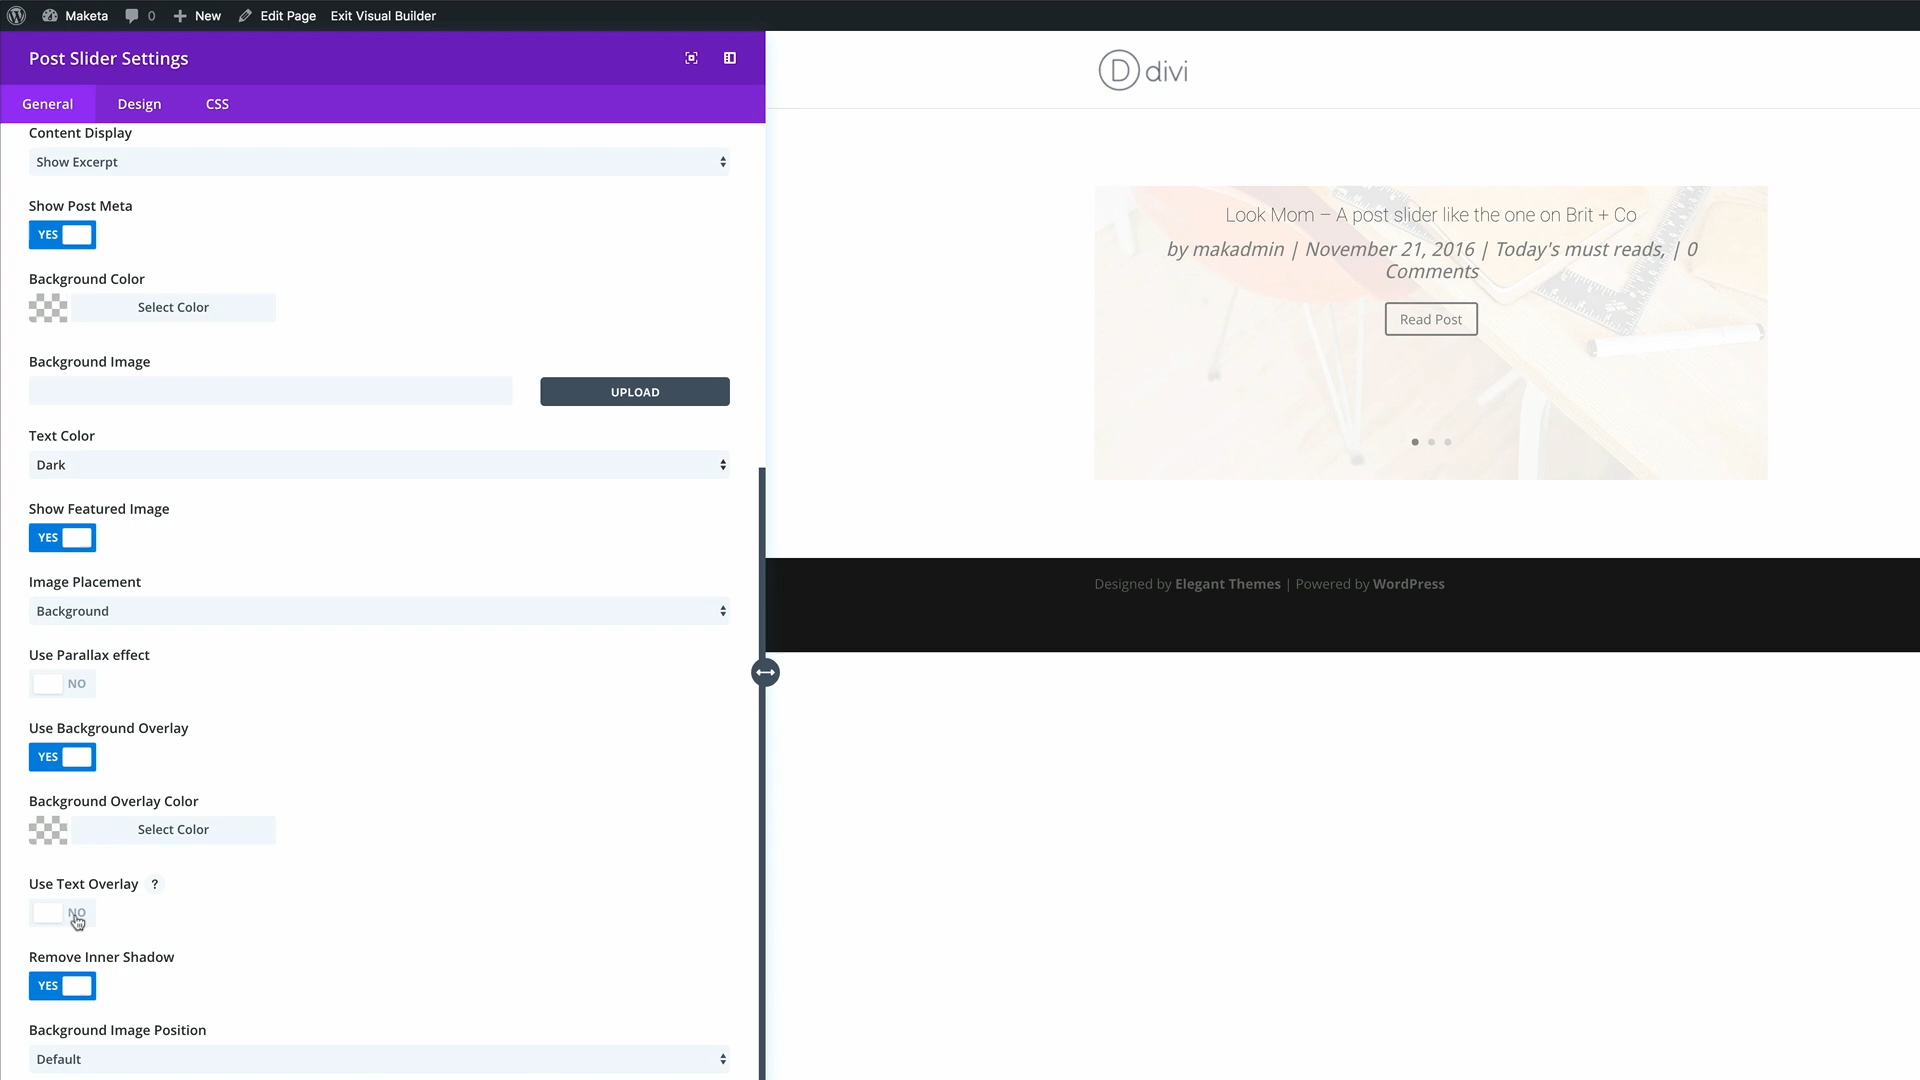 Maketa 0 New Edit Page Exit Visual Builder
Post Slider Settings
General Design CSS
Content Display
Show Excerpt
Show Post Meta
YES
Background Color
Select Color
Background Image
UPLOAD
Text Color
Dark
Show Featured Image
YES
Image Placement
Background
Use Parallax effect
NO
Use Background Overlay
YES
Background Overlay Color
Select Color
Use Text Overlay ?
NO
Remove Inner Shadow
YES
Background Image Position
Default
D divi
Look Mom – A post slider like the one on Brit + Co
by makadmin | November 21, 2016 | Today's must reads, | 0
Comments
Read Post
Designed by Elegant Themes | Powered by WordPress